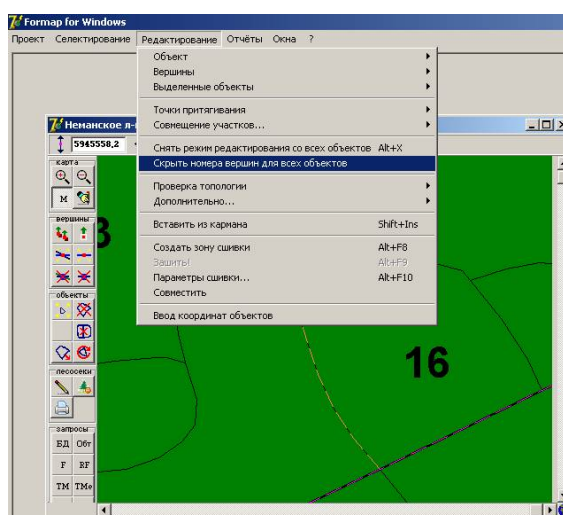 Formap for Windows
Проект Селектирование Редактирование Отчёты Окна ?
Объект
Вершины
Выделенные объекты
Точки притягивания
Совмещение участков...
Снять режим редактирования со всех объектов Alt+X
Скрыть номера вершин для всех объектов
Проверка топологии
Дополнительно...
Вставить из кармана Shift+Ins
Создать зону сшивки Alt+F8
Зашить! Alt+F9
Параметры сшивки... Alt+F10
Совместить
Ввод координат объектов
Неманское л-
5945558,2
карта
М
вершины
объекты
лесосеки
запросы
БД Обт
F RF
ТМ ТМо
3
16